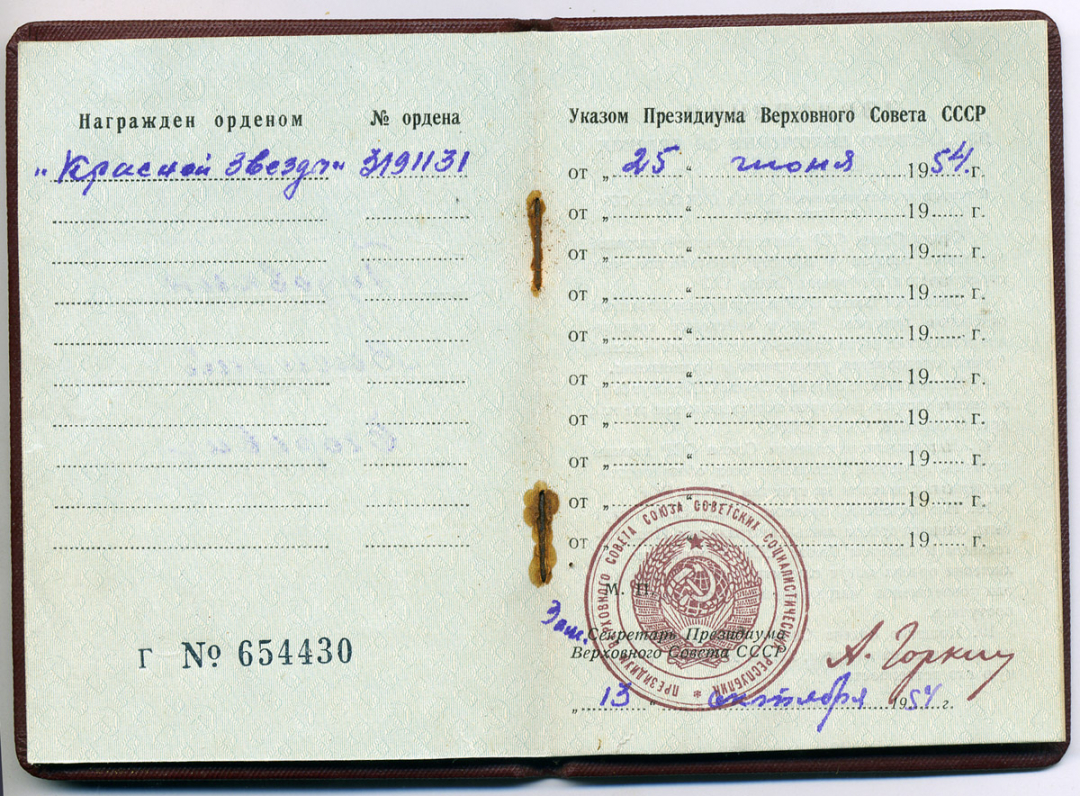 Награжден орденом № ордена
„Красной Звезды“ 3191131
Г № 654430
Указом Президиума Верховного Совета СССР
от „ 25 “ июня 1954. г.
от „ “ 19 г.
от „ “ 19 г.
от „ “ 19 г.
от „ “ 19 г.
от „ “ 19 г.
от „ “ 19 г.
от „ “ 19 г.
от „ “ 19 г.
от „ “ 19 г.
ПРЕЗИДИУМ ВЕРХОВНОГО СОВЕТА СОЮЗА СОВЕТСКИХ СОЦИАЛИСТИЧЕСКИХ РЕСПУБЛИК
М. П.
Зам. Секретарь Президиума
Верховного Совета СССР
А. Горкин
„ 13 “ октября 1954 г.